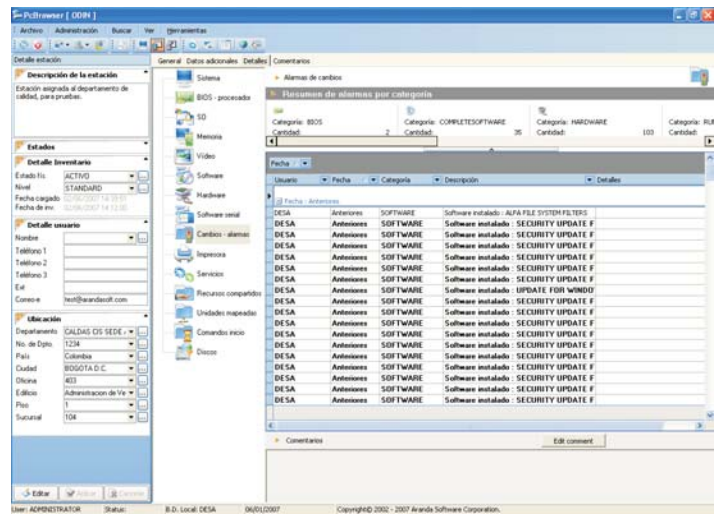 PcBrowser [ ODIN ]
Archivo Administración Buscar Ver Herramientas
Detalle estación
General Datos adicionales Detalles Comentarios
Descripción de la estación
Estación asignada al departamento de
calidad, para pruebas.
Estados
Detalle Inventario
Estado Hs ACTIVO
Nivel STANDARD
Fecha cargado
Fecha de inv.
Detalle usuario
Nombre
Teléfono 1
Teléfono 2
Teléfono 3
Ext
Correo-e test@arandasoft.com
Ubicación
Departamento CALDAS CIS SEDE
No. de Dpto. 1234
País Colombia
Ciudad BOGOTA D.C.
Oficina 403
Edificio Administracion de Ve
Piso 1
Sucursal 104
Editar Aplicar Cancelar
Sistema
BIOS - procesador
SO
Memoria
Vídeo
Software
Hardware
Software serial
Cambios - alarmas
Impresora
Servicios
Recursos compartidos
Unidades mapeadas
Comandos inicio
Discos
Alarmas de cambios
Resumen de alarmas por categoría
Categoría: BIOS Categoría: COMPLETESOFTWARE Categoría: HARDWARE Categoría: RU
Cantidad: 2 Cantidad: 35 Cantidad: 103 Cantidad:
Fecha
Usuario Fecha Categoría Descripción Detalles
Fecha : Anteriores
DESA Anteriores SOFTWARE Software instalado : ALFA FILE SYSTEM FILTERS
DESA Anteriores SOFTWARE Software instalado : SECURITY UPDATE F
DESA Anteriores SOFTWARE Software instalado : SECURITY UPDATE F
DESA Anteriores SOFTWARE Software instalado : SECURITY UPDATE F
DESA Anteriores SOFTWARE Software instalado : SECURITY UPDATE F
DESA Anteriores SOFTWARE Software instalado : SECURITY UPDATE F
DESA Anteriores SOFTWARE Software instalado : SECURITY UPDATE F
DESA Anteriores SOFTWARE Software instalado : UPDATE FOR WINDO
DESA Anteriores SOFTWARE Software instalado : SECURITY UPDATE F
DESA Anteriores SOFTWARE Software instalado : SECURITY UPDATE F
DESA Anteriores SOFTWARE Software instalado : SECURITY UPDATE F
DESA Anteriores SOFTWARE Software instalado : SECURITY UPDATE F
DESA Anteriores SOFTWARE Software instalado : SECURITY UPDATE F
DESA Anteriores SOFTWARE Software instalado : SECURITY UPDATE F
DESA Anteriores SOFTWARE Software instalado : SECURITY UPDATE F
DESA Anteriores SOFTWARE Software instalado : SECURITY UPDATE F
DESA Anteriores SOFTWARE Software instalado : SECURITY UPDATE F
Comentarios Edit comment
User: ADMINISTRATOR Status: B.D. Local: DESA 06/01/2007 Copyright© 2002 - 2007 Aranda Software Corporation.